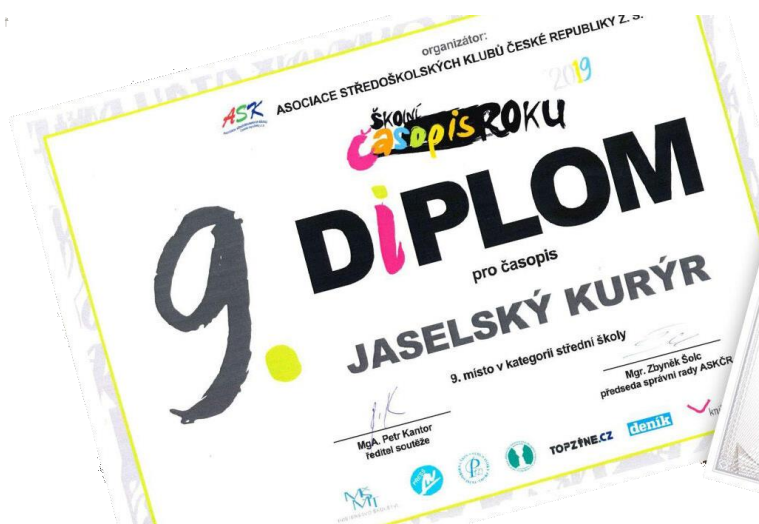 organizátor:
ASOCIACE STŘEDOŠKOLSKÝCH KLUBŮ ČESKÉ REPUBLIKY Z. S.
ASK
2019
ŠKOLNÍ
časopis ROKU
9.
DiPLOM
pro časopis
JASELSKÝ KURÝR
9. místo v kategorii střední školy
MgA. Petr Kantor
ředitel soutěže
Mgr. Zbyněk Šolc
předseda správní rady ASKČR
TOPZINE.CZ
deník